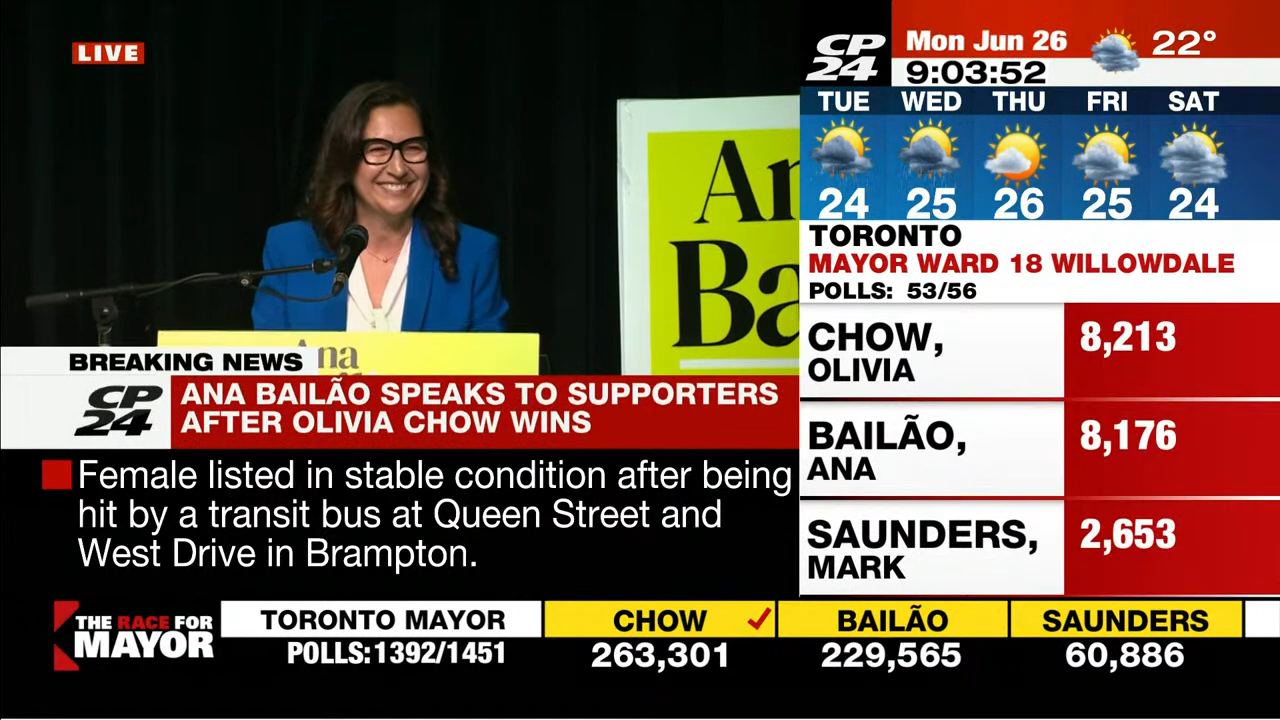 LIVE
CP
24
Mon Jun 26
22°
9:03:52
TUE WED THU FRI SAT
24 25 26 25 24
TORONTO
MAYOR WARD 18 WILLOWDALE
POLLS: 53/56
CHOW,
OLIVIA
8,213
BAILÃO,
ANA
8,176
SAUNDERS,
MARK
2,653
An
Ba
Ana
BREAKING NEWS
CP
24
ANA BAILÃO SPEAKS TO SUPPORTERS
AFTER OLIVIA CHOW WINS
Female listed in stable condition after being
hit by a transit bus at Queen Street and
West Drive in Brampton.
THE RACE FOR
MAYOR
TORONTO MAYOR
POLLS:1392/1451
CHOW
263,301
BAILÃO
229,565
SAUNDERS
60,886